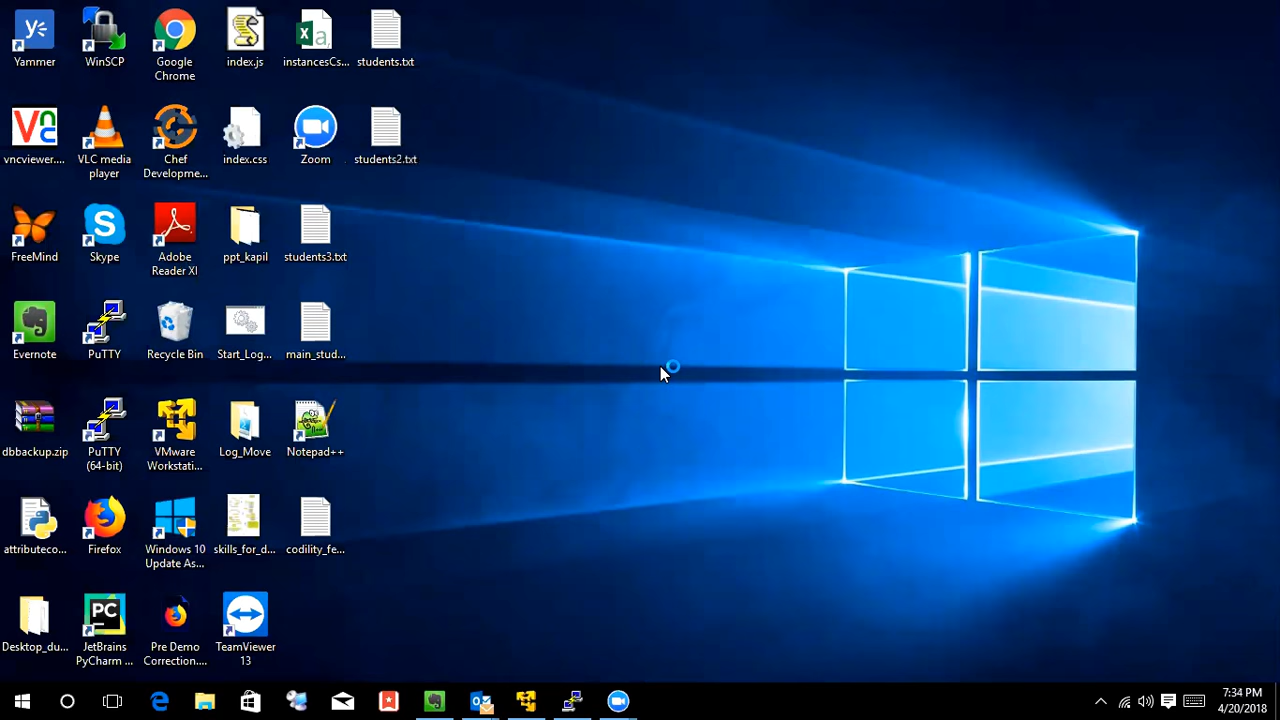 Yammer
WinSCP
Google
Chrome
index.js
instancesCs...
students.txt
vncviewer....
VLC media
player
Chef
Developme...
index.css
Zoom
students2.txt
FreeMind
Skype
Adobe
Reader XI
ppt_kapil
students3.txt
Evernote
PuTTY
Recycle Bin
Start_Log...
main_stud...
dbbackup.zip
PuTTY
(64-bit)
VMware
Workstati...
Log_Move
Notepad++
attributeco...
Firefox
Windows 10
Update As...
skills_for_d...
codility_fe...
Desktop_du...
JetBrains
PyCharm ...
Pre Demo
Correction....
TeamViewer
13
7:34 PM
4/20/2018